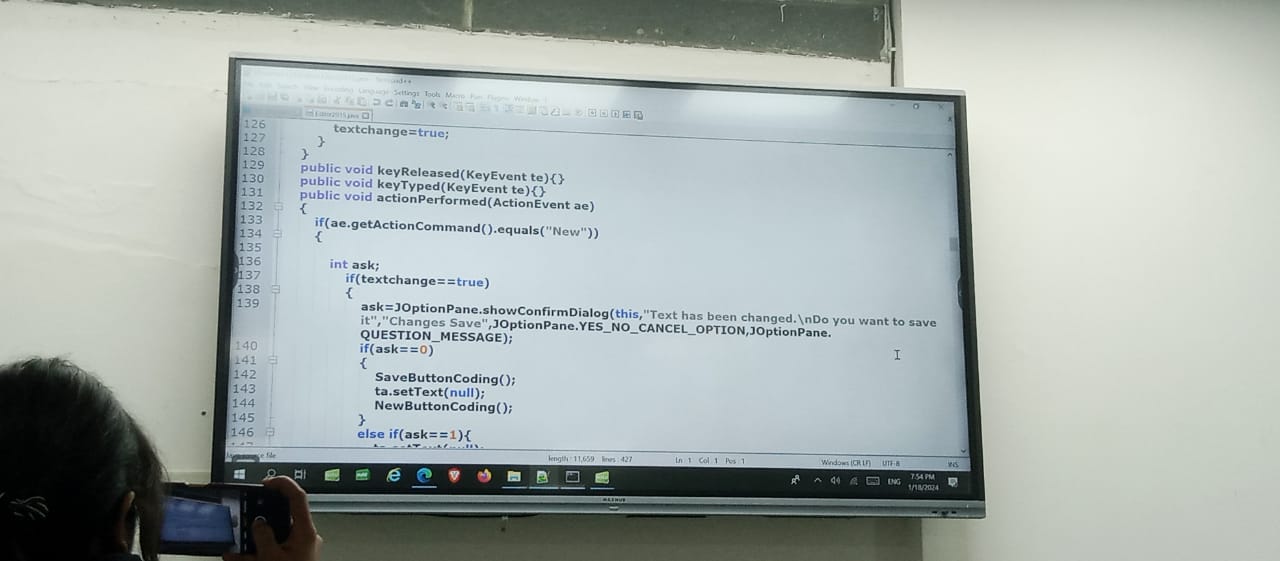 Notepad++
Search View Encoding Language Settings Tools Macro Run Plugins Window ?
Editor2015.java
126 textchange=true;
127 }
128 }
129 public void keyReleased(KeyEvent te){}
130 public void keyTyped(KeyEvent te){}
131 public void actionPerformed(ActionEvent ae)
132 {
133 if(ae.getActionCommand().equals("New"))
134 {
135
136 int ask;
137 if(textchange==true)
138 {
139 ask=JOptionPane.showConfirmDialog(this,"Text has been changed.\nDo you want to save
it","Changes Save",JOptionPane.YES_NO_CANCEL_OPTION,JOptionPane.
QUESTION_MESSAGE);
140 if(ask==0)
141 {
142 SaveButtonCoding();
143 ta.setText(null);
144 NewButtonCoding();
145 }
146 else if(ask==1){
Java source file length : 11,659 lines : 427 Ln : 1 Col : 1 Pos : 1 Windows (CR LF) UTF-8 INS
ENG 7:54 PM
1/18/2024
MAXHUB